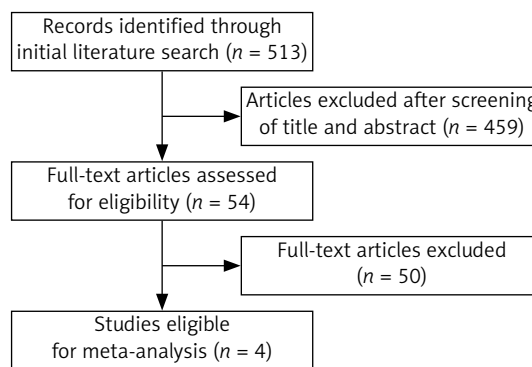 Records identified through
initial literature search (n = 513)
Articles excluded after screening
of title and abstract (n = 459)
Full-text articles assessed
for eligibility (n = 54)
Full-text articles excluded
(n = 50)
Studies eligible
for meta-analysis (n = 4)